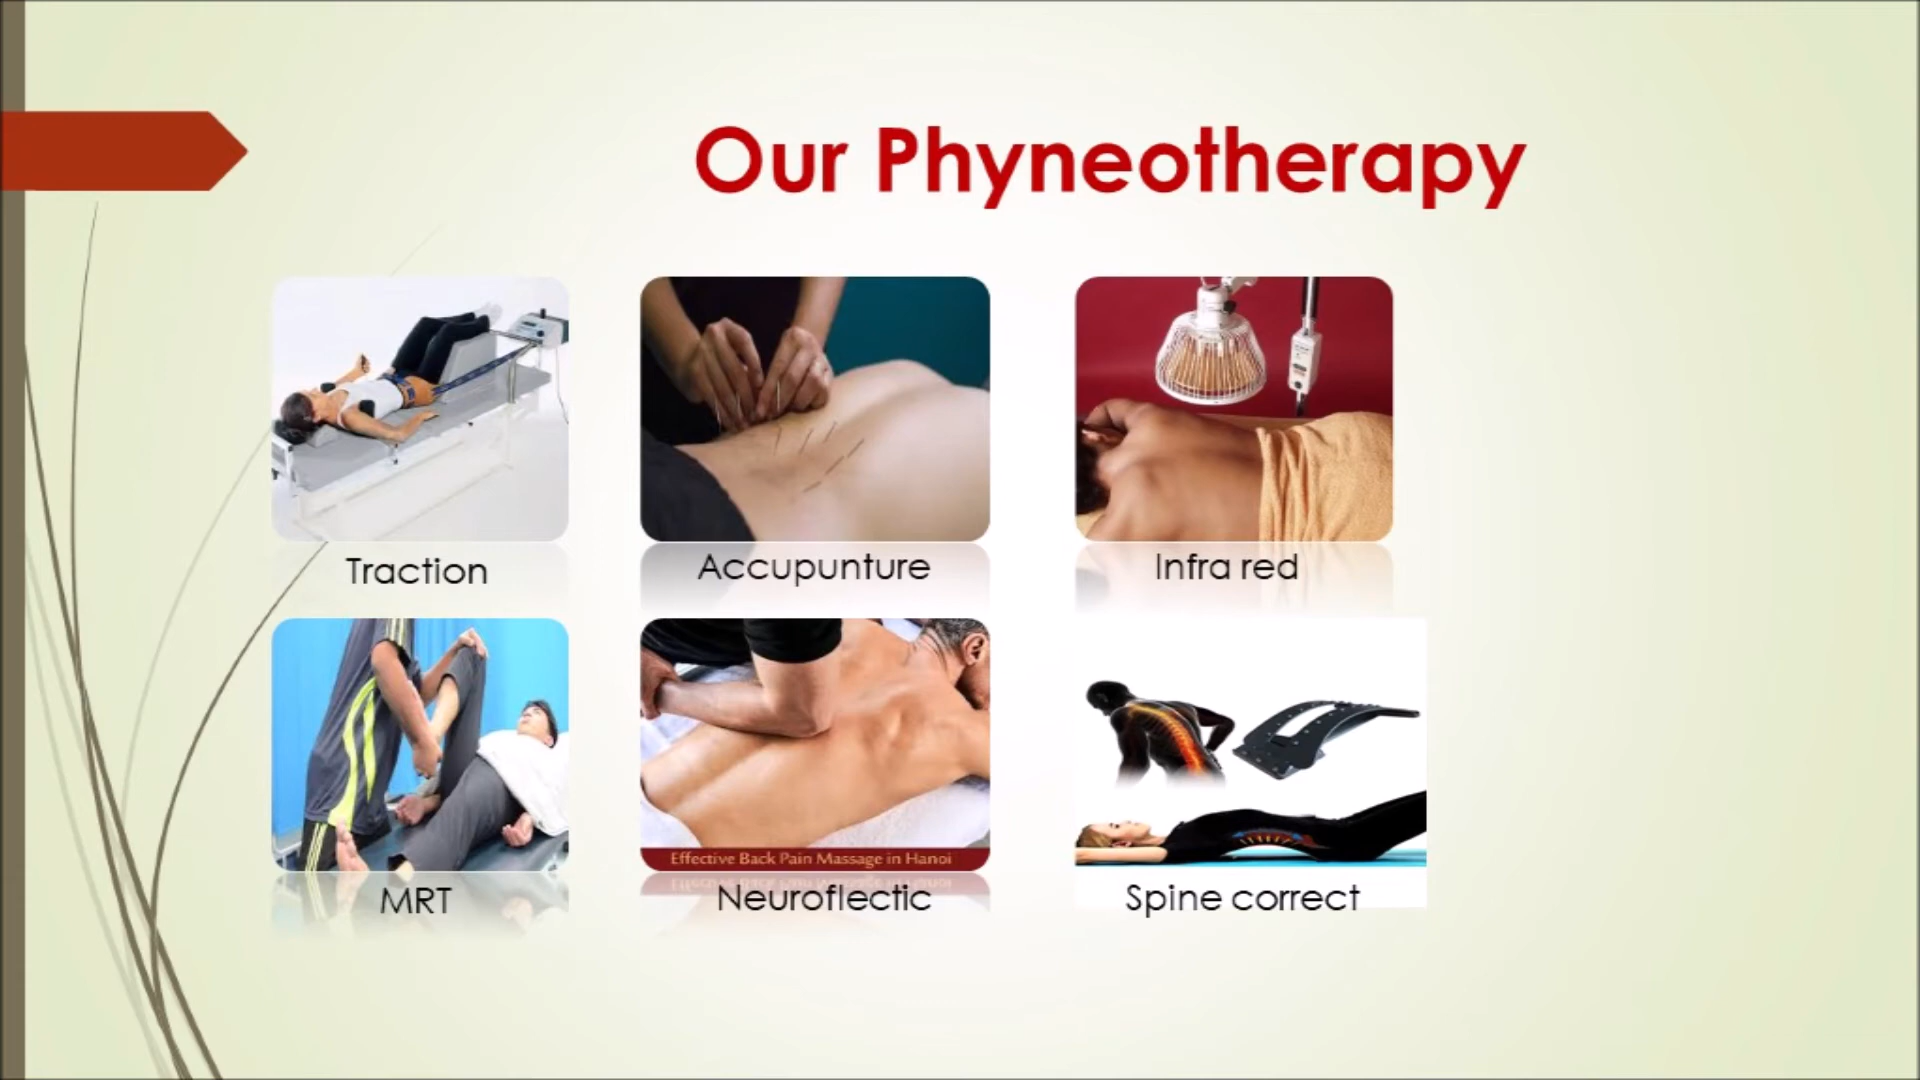 Our Phyneotherapy
Traction
Accupunture
Infra red
Effective Back Pain Massage in Hanoi
MRT
Neuroflectic
Spine correct